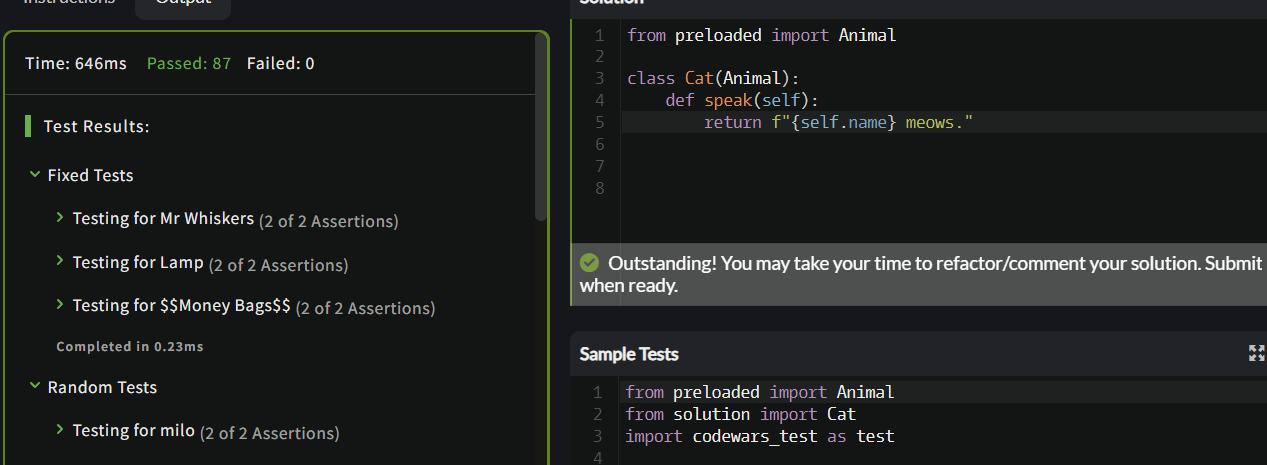 Instructions
Output
Time: 646ms Passed: 87 Failed: 0
Test Results:
Fixed Tests
Testing for Mr Whiskers (2 of 2 Assertions)
Testing for Lamp (2 of 2 Assertions)
Testing for $$Money Bags$$ (2 of 2 Assertions)
Completed in 0.23ms
Random Tests
Testing for milo (2 of 2 Assertions)
Solution
1 from preloaded import Animal
2
3 class Cat(Animal):
4     def speak(self):
5         return f"{self.name} meows."
6
7
8
Outstanding! You may take your time to refactor/comment your solution. Submit
when ready.
Sample Tests
1 from preloaded import Animal
2 from solution import Cat
3 import codewars_test as test
4